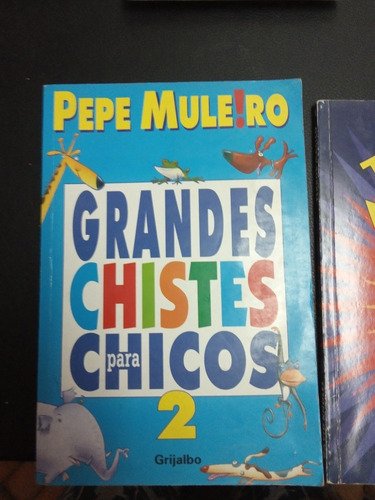 PEPE MULE!RO
GRANDES
CHISTES
para
CHICOS
2
Grijalbo